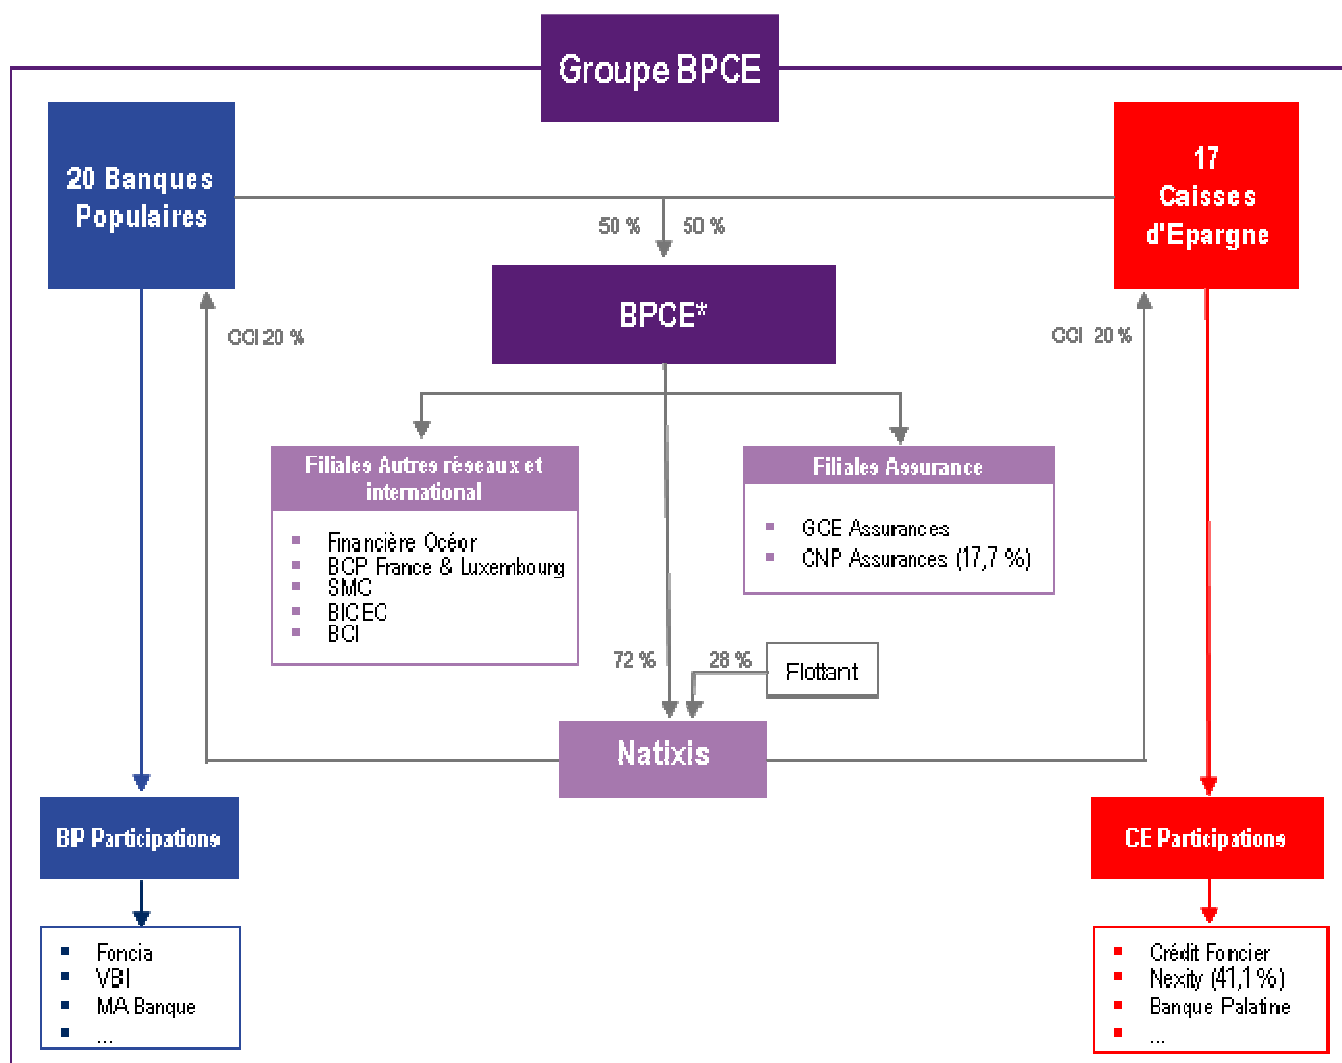 Groupe BPCE
20 Banques
Populaires
17
Caisses
d'Epargne
50 %
50 %
BPCE*
CCI 20 %
CCI 20 %
Filiales Autres réseaux et
international
Financière Océor
BCP France & Luxembourg
SMC
BICEC
BCI
Filiales Assurance
GCE Assurances
CNP Assurances (17,7 %)
72 %
28 %
Flottant
Natixis
BP Participations
CE Participations
Foncia
VBI
MA Banque
...
Crédit Foncier
Nexity (41,1 %)
Banque Palatine
...